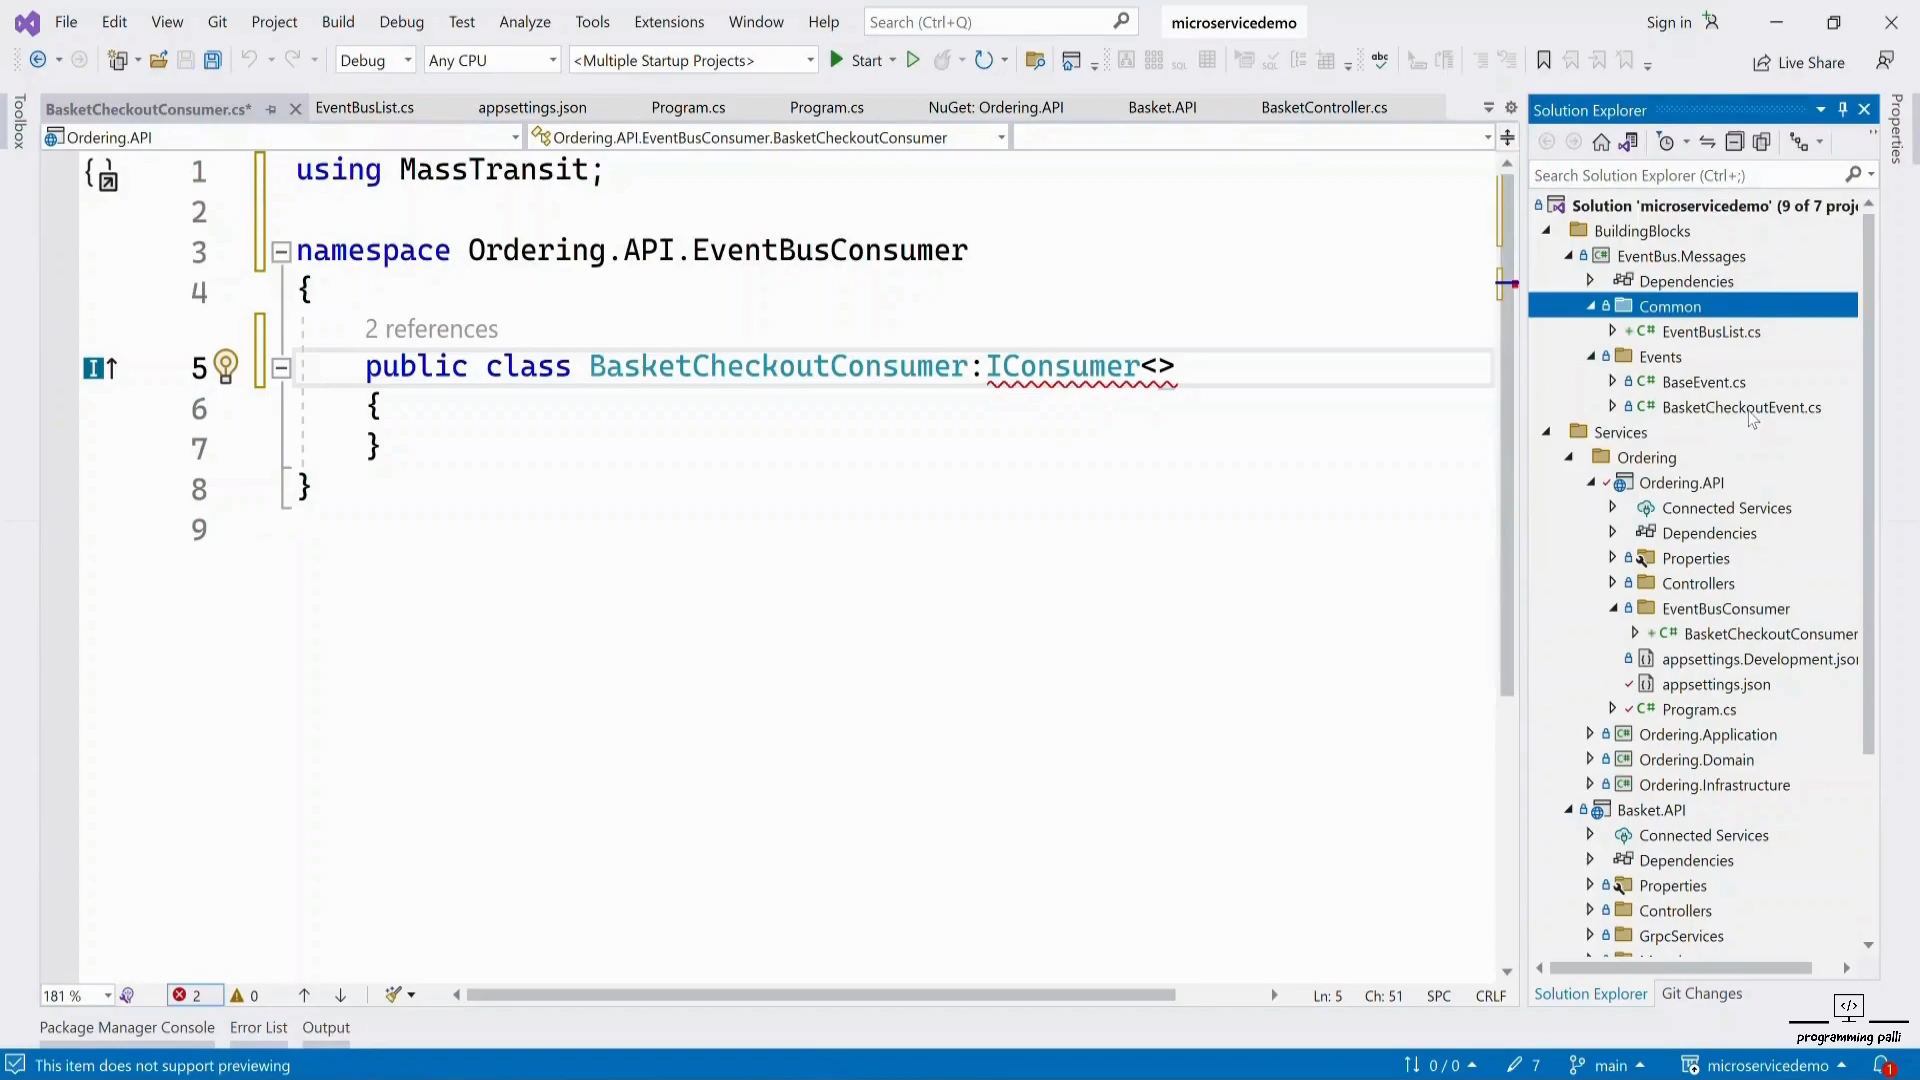 File Edit View Git Project Build Debug Test Analyze Tools Extensions Window Help Search (Ctrl+Q) microservicedemo Sign in
Debug Any CPU <Multiple Startup Projects> Start Live Share
Toolbox
BasketCheckoutConsumer.cs* EventBusList.cs appsettings.json Program.cs Program.cs NuGet: Ordering.API Basket.API BasketController.cs
Ordering.API Ordering.API.EventBusConsumer.BasketCheckoutConsumer
1 using MassTransit;
2
3 namespace Ordering.API.EventBusConsumer
4 {
2 references
5 public class BasketCheckoutConsumer:IConsumer<>
6 {
7 }
8 }
9
Solution Explorer
Search Solution Explorer (Ctrl+;)
Solution 'microservicedemo' (9 of 7 proj
BuildingBlocks
EventBus.Messages
Dependencies
Common
EventBusList.cs
Events
BaseEvent.cs
BasketCheckoutEvent.cs
Services
Ordering
Ordering.API
Connected Services
Dependencies
Properties
Controllers
EventBusConsumer
BasketCheckoutConsumer
appsettings.Development.json
appsettings.json
Program.cs
Ordering.Application
Ordering.Domain
Ordering.Infrastructure
Basket.API
Connected Services
Dependencies
Properties
Controllers
GrpcServices
Properties
181 % 2 0 Ln: 5 Ch: 51 SPC CRLF
Solution Explorer Git Changes
Package Manager Console Error List Output
programming palli
This item does not support previewing 0 / 0 7 main microservicedemo 1